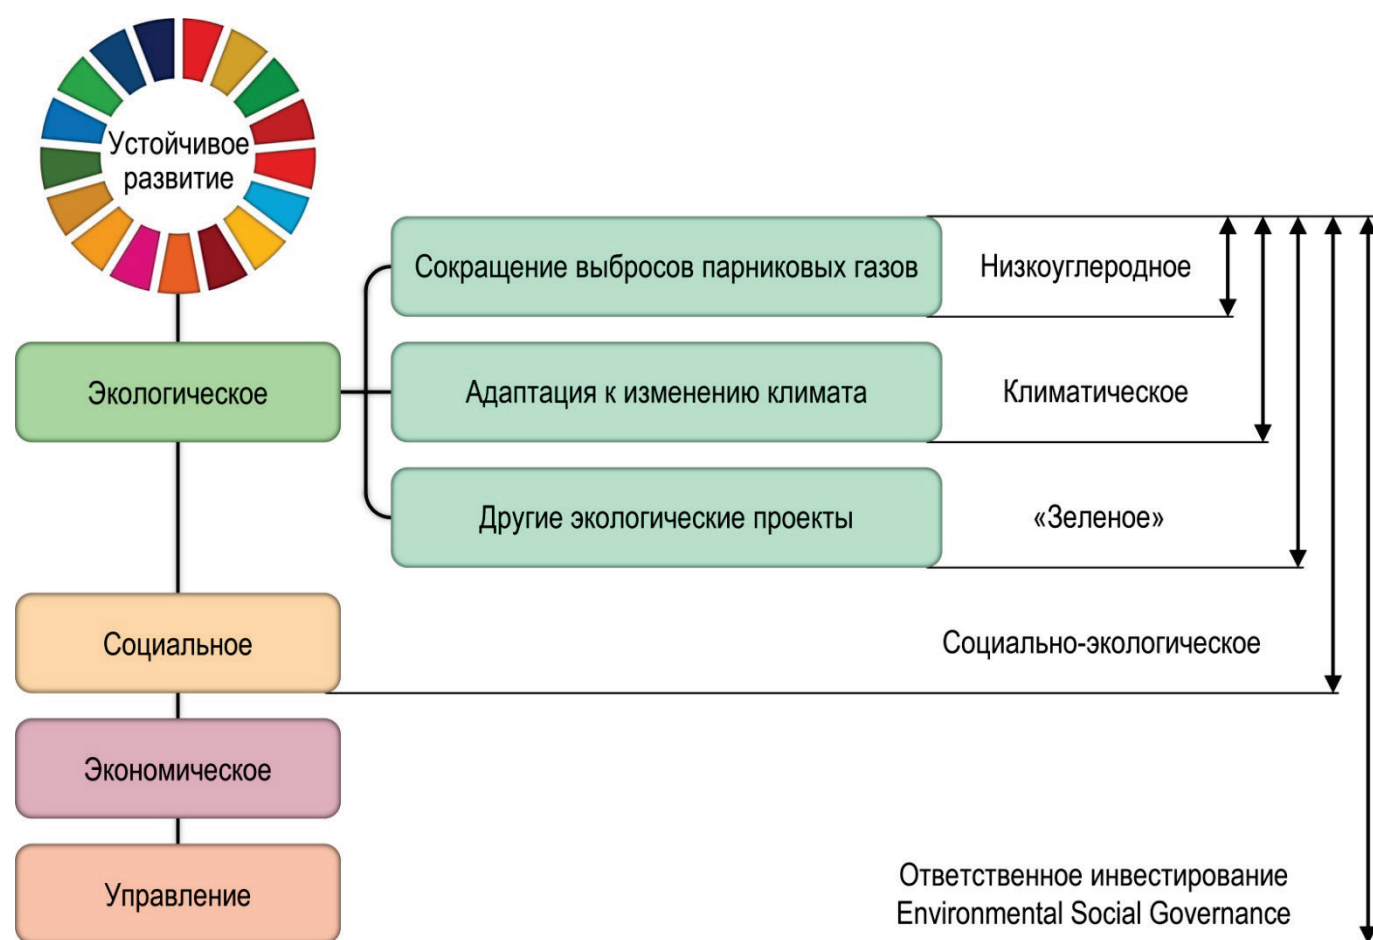 Устойчивое
развитие
Сокращение выбросов парниковых газов
Низкоуглеродное
Экологическое
Адаптация к изменению климата
Климатическое
Другие экологические проекты
«Зеленое»
Социальное
Социально-экологическое
Экономическое
Управление
Ответственное инвестирование
Environmental Social Governance